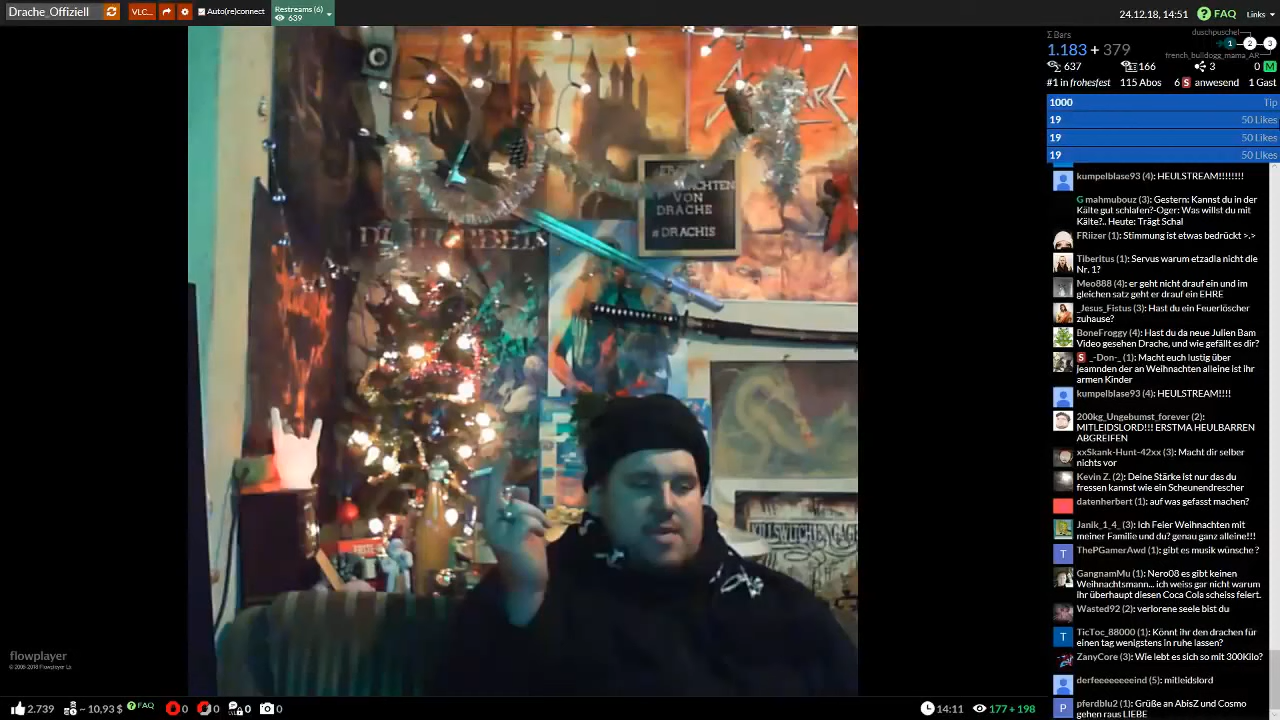 Drache_Offiziell
VLC...
Auto(re)connect
Restreams (6)
639
24.12.18, 14:51
FAQ
Links
Σ Bars
1.183 + 379
duschpuschel
1 2 3
french_bulldogg_mama_AR
637
166
3
0 M
#1 in frohesfest
115 Abos
6 S anwesend
1 Gast
1000 Tip
19 50 Likes
19 50 Likes
19 50 Likes
kumpelblase93 (4): HEULSTREAM!!!!!!!!
G mahmubouz (3): Gestern: Kannst du in der
Kälte gut schlafen?-Oger: Was willst du mit
Kälte?.. Heute: Trägt Schal
FRiizer (1): Stimmung ist etwas bedrückt >.>
Tiberitus (1): Servus warum etzadla nicht die
Nr. 1?
Meo888 (4): er geht nicht drauf ein und im
gleichen satz geht er drauf ein EHRE
_Jesus_Fistus (3): Hast du ein Feuerlöscher
zuhause?
BoneFroggy (4): Hast du da neue Julien Bam
Video gesehen Drache, und wie gefällt es dir?
S _-Don-_ (1): Macht euch lustig über
jeamnden der an Weihnachten alleine ist ihr
armen Kinder
kumpelblase93 (4): HEULSTREAM!!!!
200kg_Ungebumst_forever (2):
MITLEIDSLORD!!! ERSTMA HEULBARREN
ABGREIFEN
xxSkank-Hunt-42xx (3): Macht dir selber
nichts vor
Kevin Z. (2): Deine Stärke ist nur das du
fressen kannst wie ein Scheunendrescher
datenherbert (1): auf was gefasst machen?
Janik_1_4_ (3): Ich Feier Weihnachten mit
meiner Familie und du? genau ganz alleine!!!
T ThePGamerAwd (1): gibt es musik wünsche ?
GangnamMu (1): Nero08 es gibt keinen
Weihnachtsmann... ich weiss gar nicht warum
ihr überhaupt diesen Coca Cola scheiss feiert.
Wasted92 (2): verlorene seele bist du
T TicToc_88000 (1): Könnt ihr den drachen für
einen tag wenigstens in ruhe lassen?
ZanyCore (3): Wie lebt es sich so mit 300Kilo?
derfeeeeeeeind (5): mitleidslord
P pferdblu2 (1): Grüße an AbisZ und Cosmo
gehen raus LIEBE
VON
DRACHE
#DRACHIS
KILLSWITCH ENGAGE
flowplayer
2.739
~ 10,93 $
FAQ
0
0
0
0
14:11
177 + 198